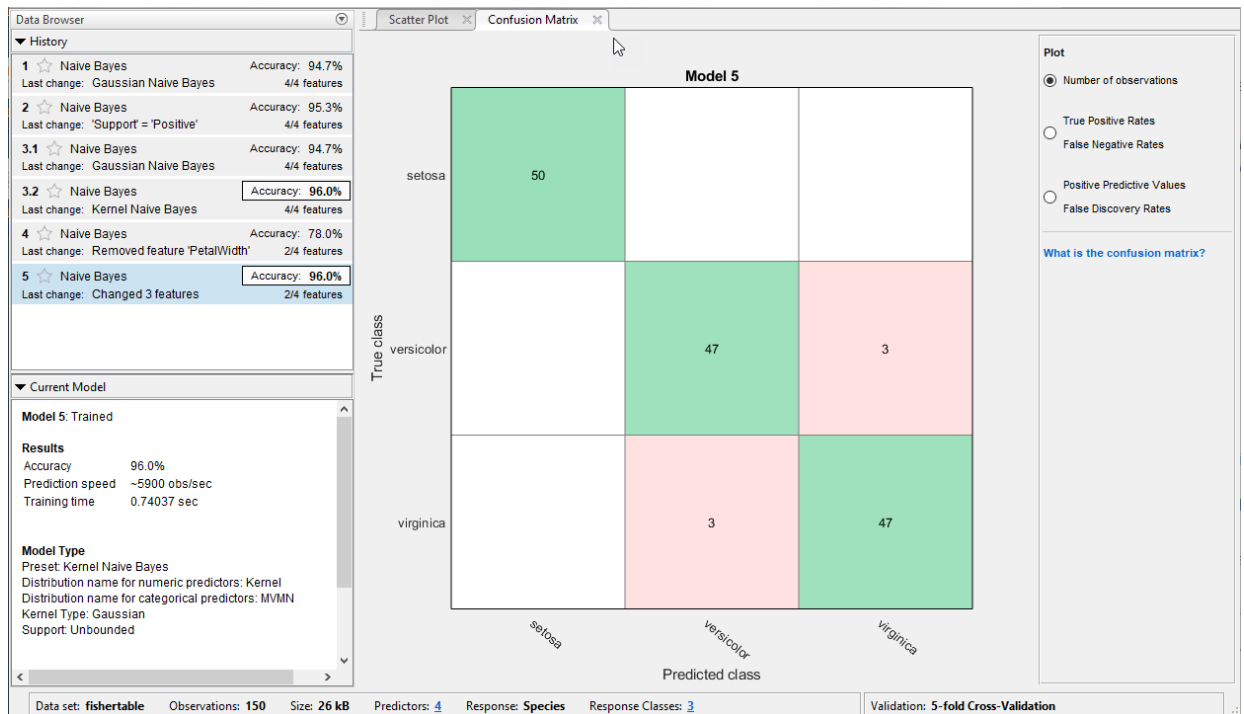 Data Browser
History
1 Naive Bayes Accuracy: 94.7%
Last change: Gaussian Naive Bayes 4/4 features
2 Naive Bayes Accuracy: 95.3%
Last change: 'Support' = 'Positive' 4/4 features
3.1 Naive Bayes Accuracy: 94.7%
Last change: Gaussian Naive Bayes 4/4 features
3.2 Naive Bayes Accuracy: 96.0%
Last change: Kernel Naive Bayes 4/4 features
4 Naive Bayes Accuracy: 78.0%
Last change: Removed feature 'PetalWidth' 2/4 features
5 Naive Bayes Accuracy: 96.0%
Last change: Changed 3 features 2/4 features
Current Model
Model 5: Trained
Results
Accuracy 96.0%
Prediction speed ~5900 obs/sec
Training time 0.74037 sec
Model Type
Preset: Kernel Naive Bayes
Distribution name for numeric predictors: Kernel
Distribution name for categorical predictors: MVMN
Kernel Type: Gaussian
Support: Unbounded
Scatter Plot Confusion Matrix
Model 5
True class
setosa 50
versicolor 47 3
virginica 3 47
setosa versicolor virginica
Predicted class
Plot
Number of observations
True Positive Rates
False Negative Rates
Positive Predictive Values
False Discovery Rates
What is the confusion matrix?
Data set: fishertable Observations: 150 Size: 26 kB Predictors: 4 Response: Species Response Classes: 3 Validation: 5-fold Cross-Validation